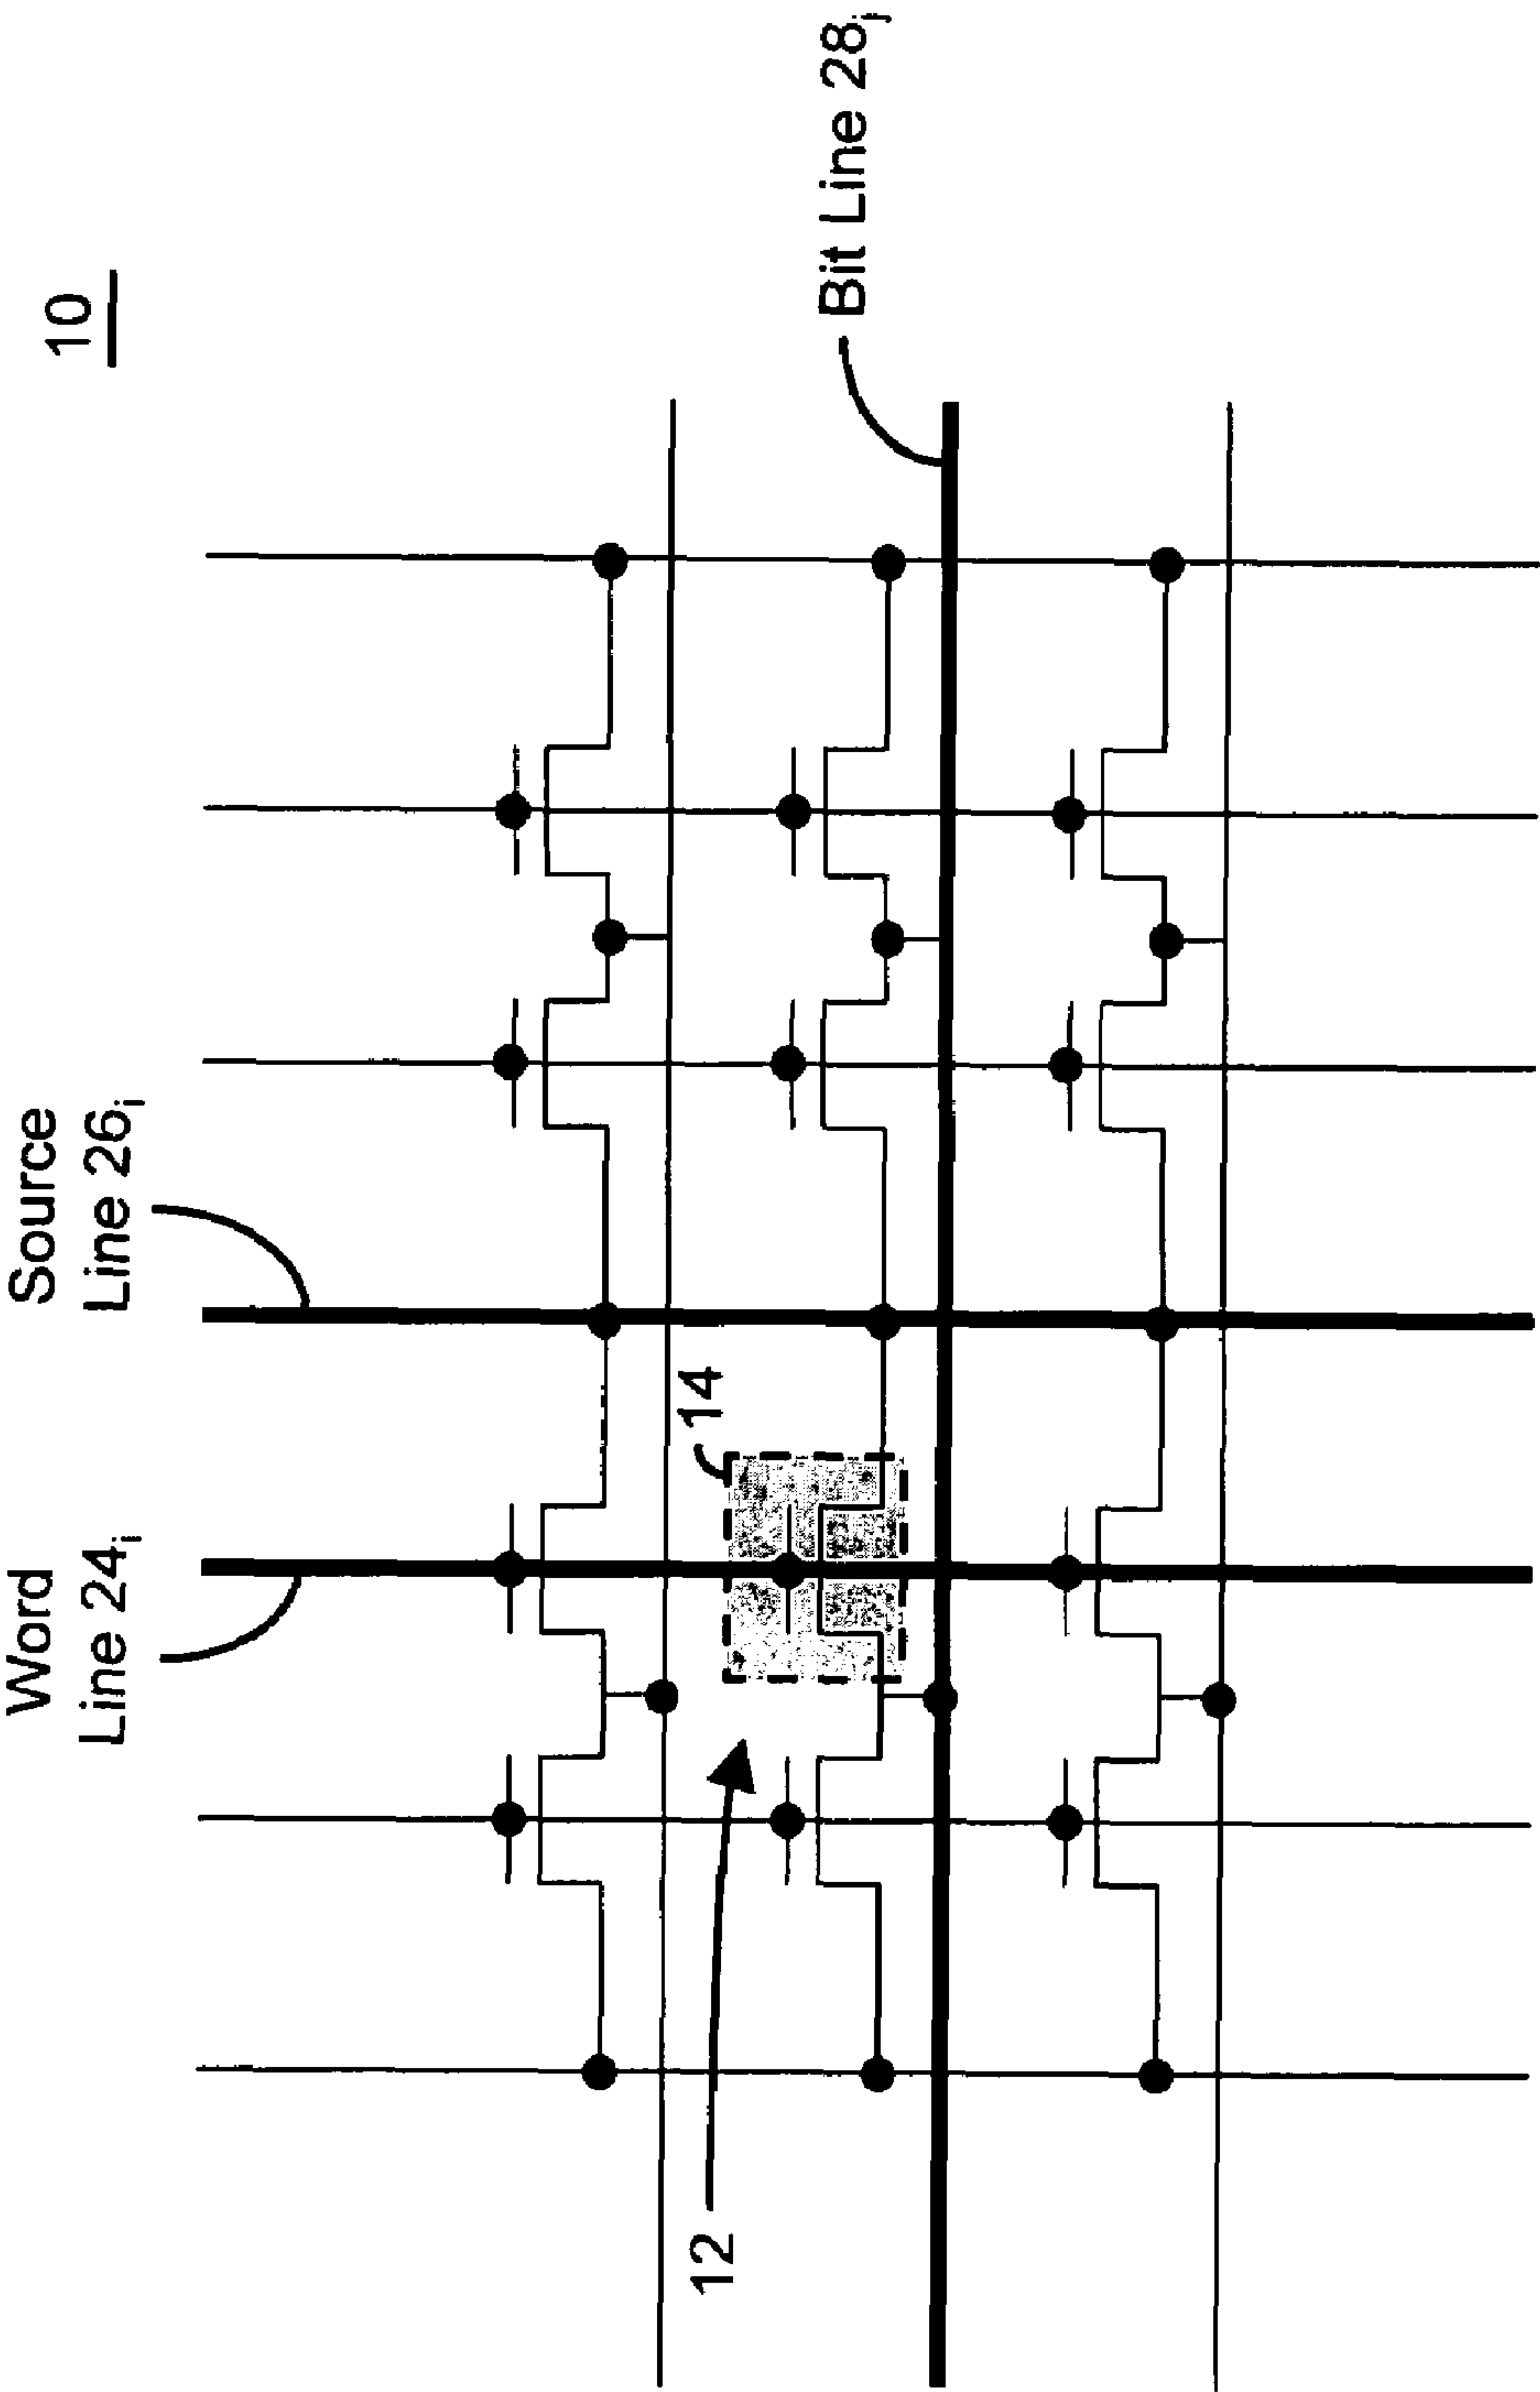 Word
Line 24ᵢ
Source
Line 26ᵢ
10
12
14
Bit Line 28ⱼ